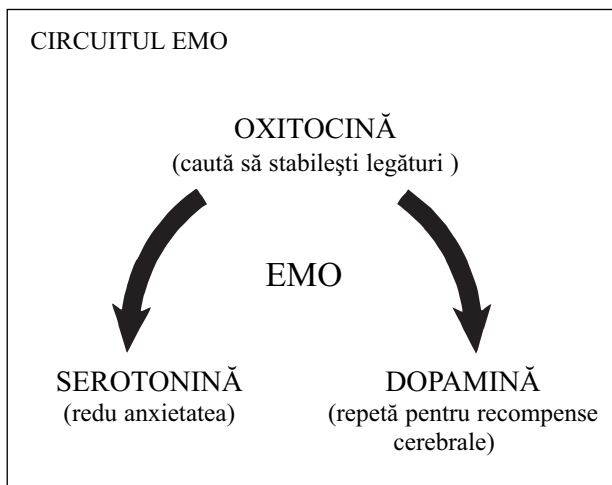 CIRCUITUL EMO
OXITOCINĂ
(caută să stabileşti legături )
EMO
SEROTONINĂ
(redu anxietatea)
DOPAMINĂ
(repetă pentru recompense
cerebrale)